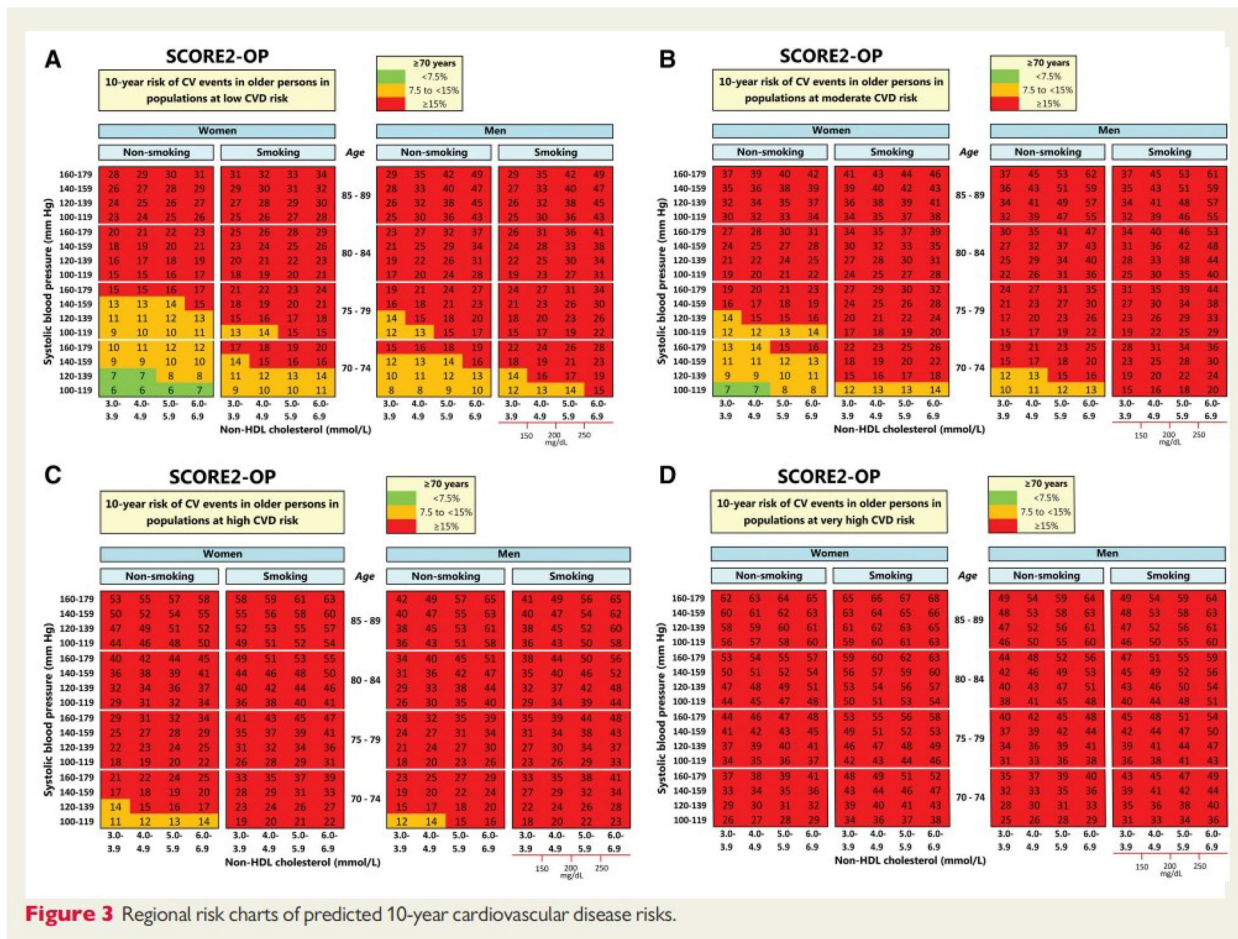 A
SCORE2-OP
10-year risk of CV events in older persons in
populations at low CVD risk
≥70 years
<7.5%
7.5 to <15%
≥15%
Women Men
Non-smoking Smoking Age Non-smoking Smoking
Systolic blood pressure (mm Hg)
160-179 28 29 30 31 31 32 33 34 29 35 42 49 29 35 42 49
140-159 26 27 28 29 29 30 31 32 28 33 40 47 27 33 40 47
85 - 89
120-139 24 25 26 27 27 28 29 30 26 32 38 45 26 32 38 45
100-119 23 24 25 26 25 26 27 28 25 30 36 43 25 30 36 43
160-179 20 21 22 23 25 26 28 29 23 27 32 37 26 31 36 41
140-159 18 19 20 21 23 24 25 26 21 25 29 34 24 28 33 38
80 - 84
120-139 16 17 18 19 20 21 22 23 19 22 26 31 22 26 30 34
100-119 15 15 16 17 18 19 20 21 17 20 24 28 19 23 27 31
160-179 15 15 16 17 21 22 23 24 19 21 24 27 24 27 31 34
140-159 13 13 14 15 18 19 20 21 16 18 21 23 21 23 26 30
75 - 79
120-139 11 11 12 13 15 16 17 18 14 15 18 20 18 20 23 26
100-119 9 10 10 11 13 14 15 15 12 13 15 17 15 17 19 22
160-179 10 11 12 12 17 18 19 20 15 16 18 19 22 24 26 28
140-159 9 9 10 10 14 15 16 16 12 13 14 16 18 19 21 23
70 - 74
120-139 7 7 8 8 11 12 13 14 10 10 12 13 14 16 17 19
100-119 6 6 6 7 9 10 10 11 8 8 9 10 12 13 14 15
3.0- 4.0- 5.0- 6.0- 3.0- 4.0- 5.0- 6.0- 3.0- 4.0- 5.0- 6.0- 3.0- 4.0- 5.0- 6.0-
3.9 4.9 5.9 6.9 3.9 4.9 5.9 6.9 3.9 4.9 5.9 6.9 3.9 4.9 5.9 6.9
Non-HDL cholesterol (mmol/L)
150 200 250
mg/dL
B
SCORE2-OP
10-year risk of CV events in older persons in
populations at moderate CVD risk
≥70 years
<7.5%
7.5 to <15%
≥15%
Women Men
Non-smoking Smoking Age Non-smoking Smoking
Systolic blood pressure (mm Hg)
160-179 37 39 40 42 41 43 44 46 37 45 53 62 37 45 53 61
140-159 35 36 38 39 38 40 41 43 36 43 51 59 35 43 51 59
85 - 89
120-139 32 34 35 37 36 38 39 41 34 41 49 57 34 41 48 57
100-119 30 32 33 34 34 35 37 38 32 39 47 55 32 39 46 55
160-179 27 28 30 31 34 35 37 39 30 35 41 47 34 40 46 53
140-159 24 25 27 28 30 32 33 35 27 32 37 43 31 36 42 48
80 - 84
120-139 21 22 24 25 27 28 30 31 25 29 34 40 28 33 38 44
100-119 19 20 21 22 24 25 27 28 22 26 31 36 25 30 35 40
160-179 19 20 21 23 27 29 30 32 24 27 31 35 31 35 39 44
140-159 16 17 18 19 24 25 26 28 21 23 27 30 27 30 34 38
75 - 79
120-139 14 15 15 16 20 21 22 24 17 20 23 26 22 26 29 33
100-119 12 12 13 14 17 18 19 20 15 17 19 22 19 22 25 29
160-179 13 14 15 16 22 23 25 26 19 21 23 25 28 31 34 36
140-159 11 11 12 13 18 19 20 22 15 17 18 20 23 25 28 30
70 - 74
120-139 9 9 10 10 15 16 17 18 12 13 15 16 19 20 22 24
100-119 7 7 8 8 12 13 13 14 10 11 12 13 15 16 18 20
3.0- 4.0- 5.0- 6.0- 3.0- 4.0- 5.0- 6.0- 3.0- 4.0- 5.0- 6.0- 3.0- 4.0- 5.0- 6.0-
3.9 4.9 5.9 6.9 3.9 4.9 5.9 6.9 3.9 4.9 5.9 6.9 3.9 4.9 5.9 6.9
Non-HDL cholesterol (mmol/L)
150 200 250
mg/dL
C
SCORE2-OP
10-year risk of CV events in older persons in
populations at high CVD risk
≥70 years
<7.5%
7.5 to <15%
≥15%
Women Men
Non-smoking Smoking Age Non-smoking Smoking
Systolic blood pressure (mm Hg)
160-179 53 55 57 58 58 59 61 63 42 49 57 65 41 49 56 65
140-159 50 52 54 55 55 56 58 60 40 47 55 63 40 47 54 62
85 - 89
120-139 47 49 51 52 52 53 55 57 38 45 53 61 38 45 52 60
100-119 44 46 48 50 49 51 52 54 36 43 51 58 36 43 50 58
160-179 40 42 44 45 49 51 53 55 34 40 45 51 38 44 50 56
140-159 36 38 39 41 44 46 48 50 31 36 42 47 35 40 46 52
80 - 84
120-139 32 34 36 37 40 42 44 46 29 33 38 44 32 37 42 48
100-119 29 31 32 34 36 38 40 41 26 30 35 40 29 34 39 44
160-179 29 31 32 34 41 43 45 47 28 32 35 39 35 39 44 48
140-159 25 27 28 29 35 37 39 41 24 27 31 34 31 34 38 43
75 - 79
120-139 22 23 24 25 31 32 34 36 21 24 27 30 27 30 34 37
100-119 18 19 20 22 26 28 29 31 18 20 23 26 23 26 29 33
160-179 21 22 24 25 33 35 37 39 23 25 27 29 33 35 38 41
140-159 17 18 19 20 28 29 31 33 19 20 22 24 27 29 32 34
70 - 74
120-139 14 15 16 17 23 24 26 27 15 17 18 20 22 24 26 28
100-119 11 12 13 14 19 20 21 22 12 14 15 16 18 20 22 23
3.0- 4.0- 5.0- 6.0- 3.0- 4.0- 5.0- 6.0- 3.0- 4.0- 5.0- 6.0- 3.0- 4.0- 5.0- 6.0-
3.9 4.9 5.9 6.9 3.9 4.9 5.9 6.9 3.9 4.9 5.9 6.9 3.9 4.9 5.9 6.9
Non-HDL cholesterol (mmol/L)
150 200 250
mg/dL
D
SCORE2-OP
10-year risk of CV events in older persons in
populations at very high CVD risk
≥70 years
<7.5%
7.5 to <15%
≥15%
Women Men
Non-smoking Smoking Age Non-smoking Smoking
Systolic blood pressure (mm Hg)
160-179 62 63 64 65 65 66 67 68 49 54 59 64 49 54 59 64
140-159 60 61 62 63 63 64 65 66 48 53 58 63 48 53 58 63
85 - 89
120-139 58 59 60 61 61 62 63 65 47 52 56 61 47 52 56 61
100-119 56 57 58 60 59 60 61 63 46 50 55 60 46 50 55 60
160-179 53 54 55 57 59 60 62 63 44 48 52 56 47 51 55 59
140-159 50 51 52 54 56 57 59 60 42 46 49 53 45 49 52 56
80 - 84
120-139 47 48 49 51 53 54 56 57 40 43 47 51 43 46 50 54
100-119 44 45 47 48 50 51 53 54 38 41 45 48 40 44 48 51
160-179 44 46 47 48 53 55 56 58 40 42 45 48 45 48 51 54
140-159 41 42 43 45 49 51 52 53 37 39 42 45 42 44 47 50
75 - 79
120-139 37 39 40 41 46 47 48 49 34 36 39 41 39 41 44 47
100-119 34 35 36 37 42 43 44 46 31 33 36 38 36 38 41 43
160-179 37 38 39 41 48 49 51 52 35 37 39 40 43 45 47 49
140-159 33 34 35 36 43 44 46 47 32 33 35 36 39 41 42 44
70 - 74
120-139 29 30 31 32 39 40 41 43 28 30 31 33 35 36 38 40
100-119 26 27 28 29 34 36 37 38 25 26 28 29 31 33 34 36
3.0- 4.0- 5.0- 6.0- 3.0- 4.0- 5.0- 6.0- 3.0- 4.0- 5.0- 6.0- 3.0- 4.0- 5.0- 6.0-
3.9 4.9 5.9 6.9 3.9 4.9 5.9 6.9 3.9 4.9 5.9 6.9 3.9 4.9 5.9 6.9
Non-HDL cholesterol (mmol/L)
150 200 250
mg/dL
Figure 3 Regional risk charts of predicted 10-year cardiovascular disease risks.